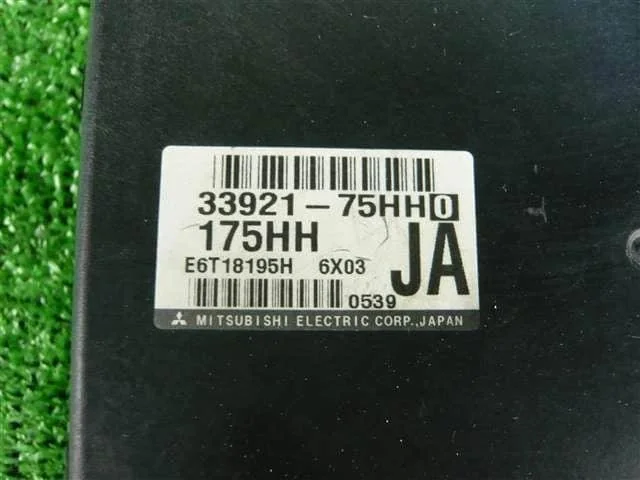 33921-75HH0
175HH
JA
E6T18195H 6X03
0539
MITSUBISHI ELECTRIC CORP., JAPAN